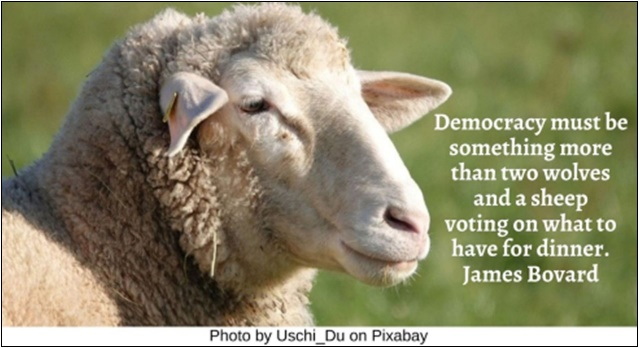 Democracy must be
something more
than two wolves
and a sheep
voting on what to
have for dinner.
James Bovard
Photo by Uschi_Du on Pixabay